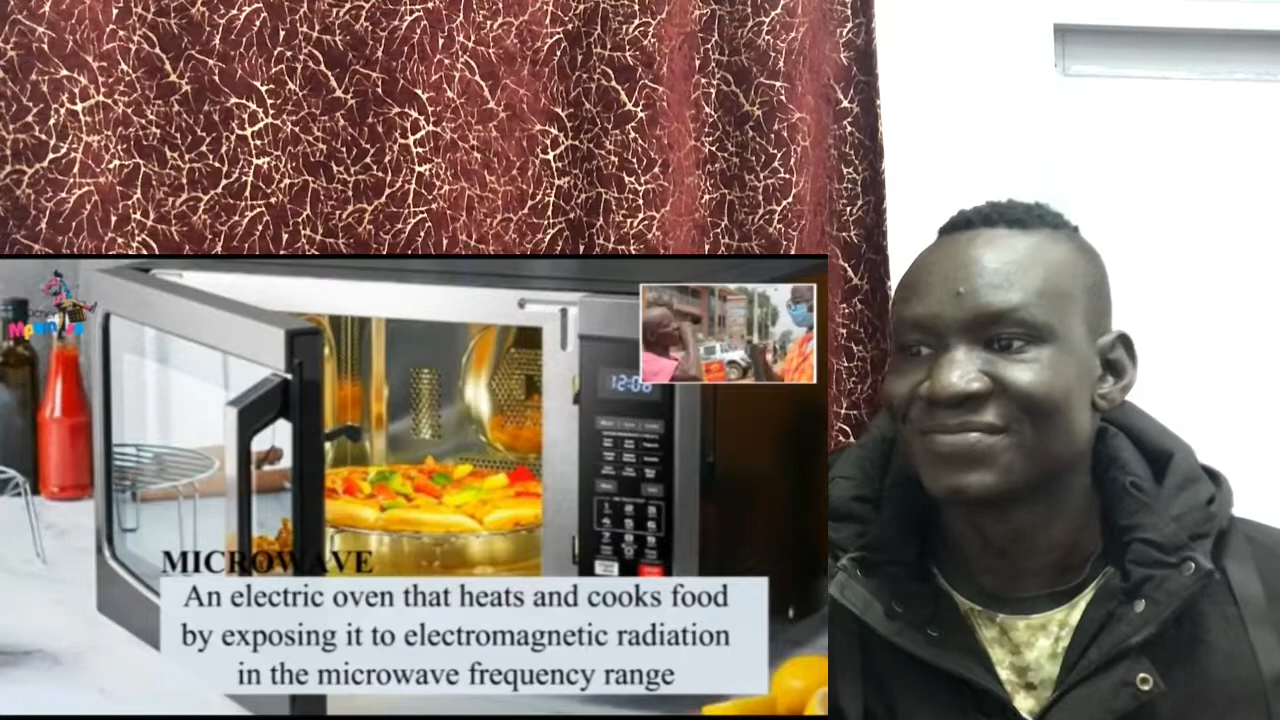 12:06
MICROWAVE
An electric oven that heats and cooks food
by exposing it to electromagnetic radiation
in the microwave frequency range